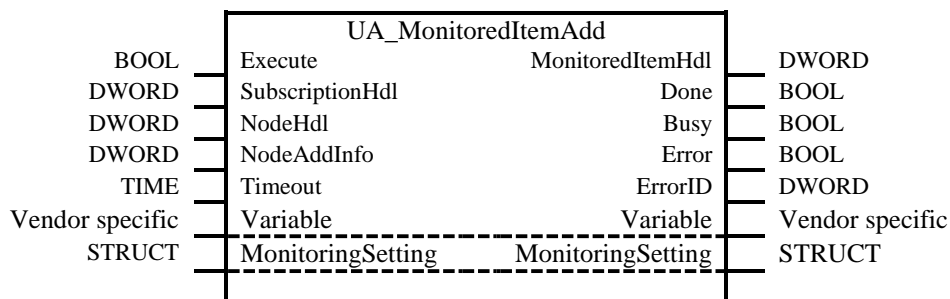 UA_MonitoredItemAdd
BOOL Execute MonitoredItemHdl DWORD
DWORD SubscriptionHdl Done BOOL
DWORD NodeHdl Busy BOOL
DWORD NodeAddInfo Error BOOL
TIME Timeout ErrorID DWORD
Vendor specific Variable Variable Vendor specific
STRUCT MonitoringSetting MonitoringSetting STRUCT